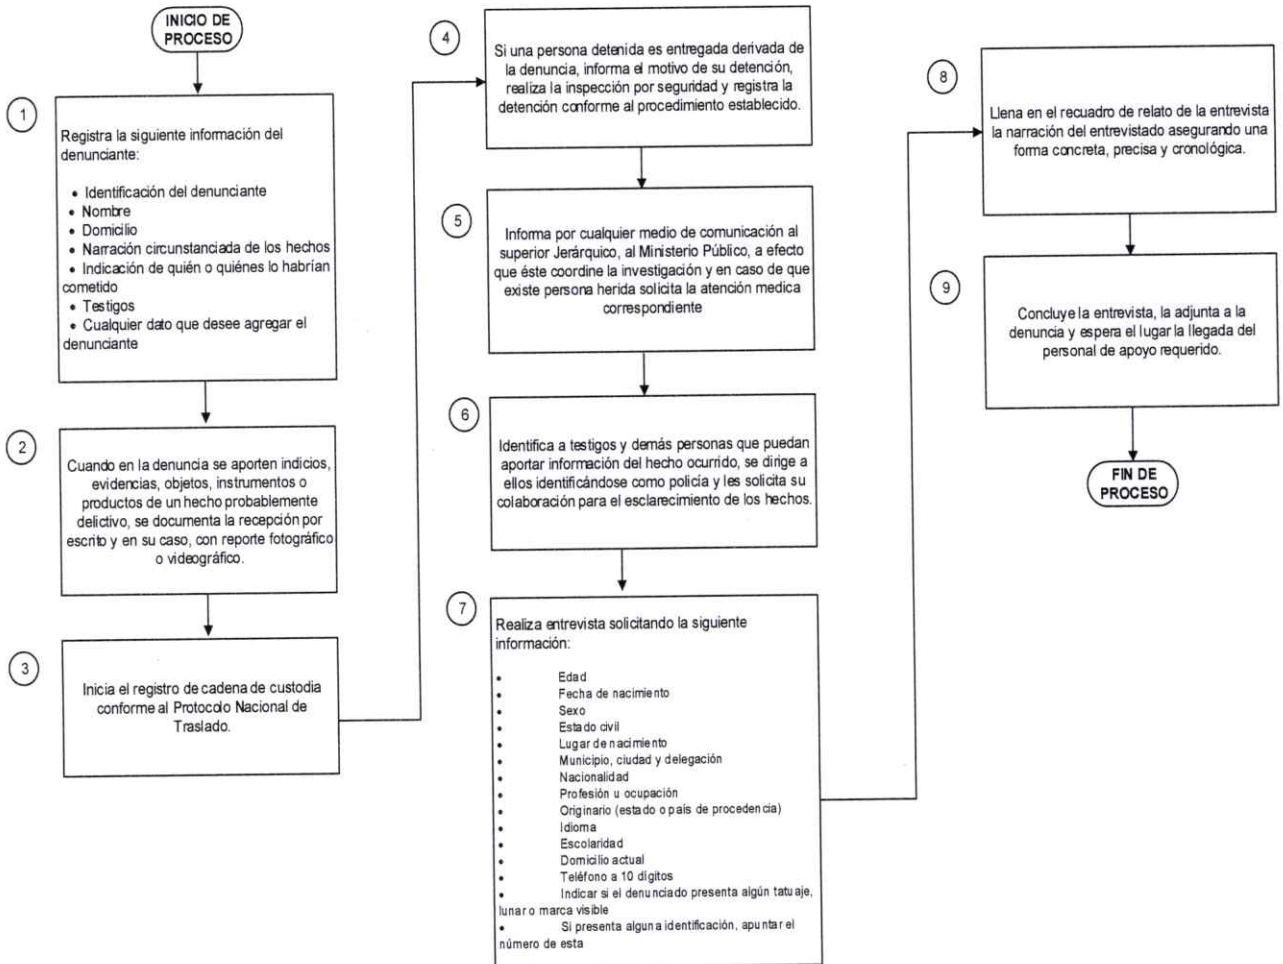 INICIO DE
PROCESO
1
Registra la siguiente información del
denunciante:
• Identificación del denunciante
• Nombre
• Domicilio
• Narración circunstanciada de los hechos
• Indicación de quién o quiénes lo habrían
cometido
• Testigos
• Cualquier dato que desee agregar el
denunciante
2
Cuando en la denuncia se aporten indicios,
evidencias, objetos, instrumentos o
productos de un hecho probablemente
delictivo, se documenta la recepción por
escrito y en su caso, con reporte fotográfico
o videográfico.
3
Inicia el registro de cadena de custodia
conforme al Protocolo Nacional de
Traslado.
4
Si una persona detenida es entregada derivada de
la denuncia, informa el motivo de su detención,
realiza la inspección por seguridad y registra la
detención conforme al procedimiento establecido.
5
Informa por cualquier medio de comunicación al
superior Jerárquico, al Ministerio Público, a efecto
que éste coordine la investigación y en caso de que
existe persona herida solicita la atención medica
correspondiente
6
Identifica a testigos y demás personas que puedan
aportar información del hecho ocurrido, se dirige a
ellos identificándose como policía y les solicita su
colaboración para el esclarecimiento de los hechos.
7
Realiza entrevista solicitando la siguiente
información:
• Edad
• Fecha de nacimiento
• Sexo
• Estado civil
• Lugar de nacimiento
• Municipio, ciudad y delegación
• Nacionalidad
• Profesión u ocupación
• Originario (estado o país de procedencia)
• Idioma
• Escolaridad
• Domicilio actual
• Teléfono a 10 dígitos
• Indicar si el denunciado presenta algún tatuaje,
lunar o marca visible
• Si presenta alguna identificación, apuntar el
número de esta
8
Llena en el recuadro de relato de la entrevista
la narración del entrevistado asegurando una
forma concreta, precisa y cronológica.
9
Concluye la entrevista, la adjunta a la
denuncia y espera el lugar la llegada del
personal de apoyo requerido.
FIN DE
PROCESO